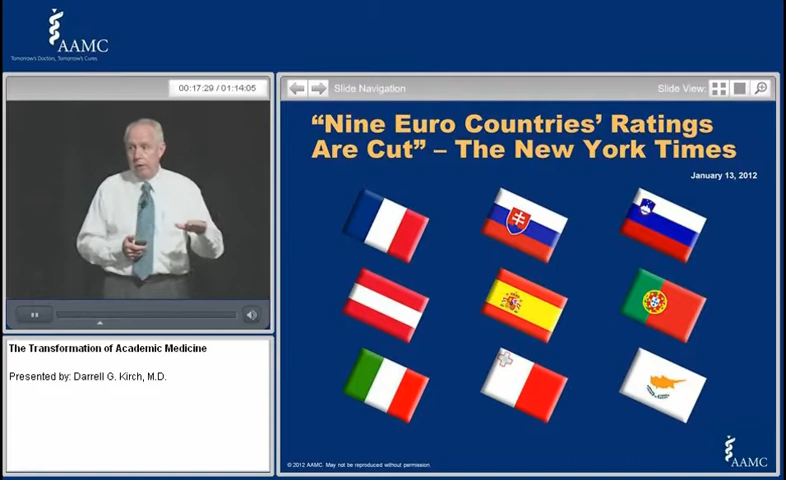 AAMC
Tomorrow's Doctors, Tomorrow's Cures
00:17:29 / 01:14:05
Slide Navigation
Slide View:
“Nine Euro Countries’ Ratings
Are Cut” – The New York Times
January 13, 2012
The Transformation of Academic Medicine
Presented by: Darrell G. Kirch, M.D.
© 2012 AAMC. May not be reproduced without permission.
AAMC